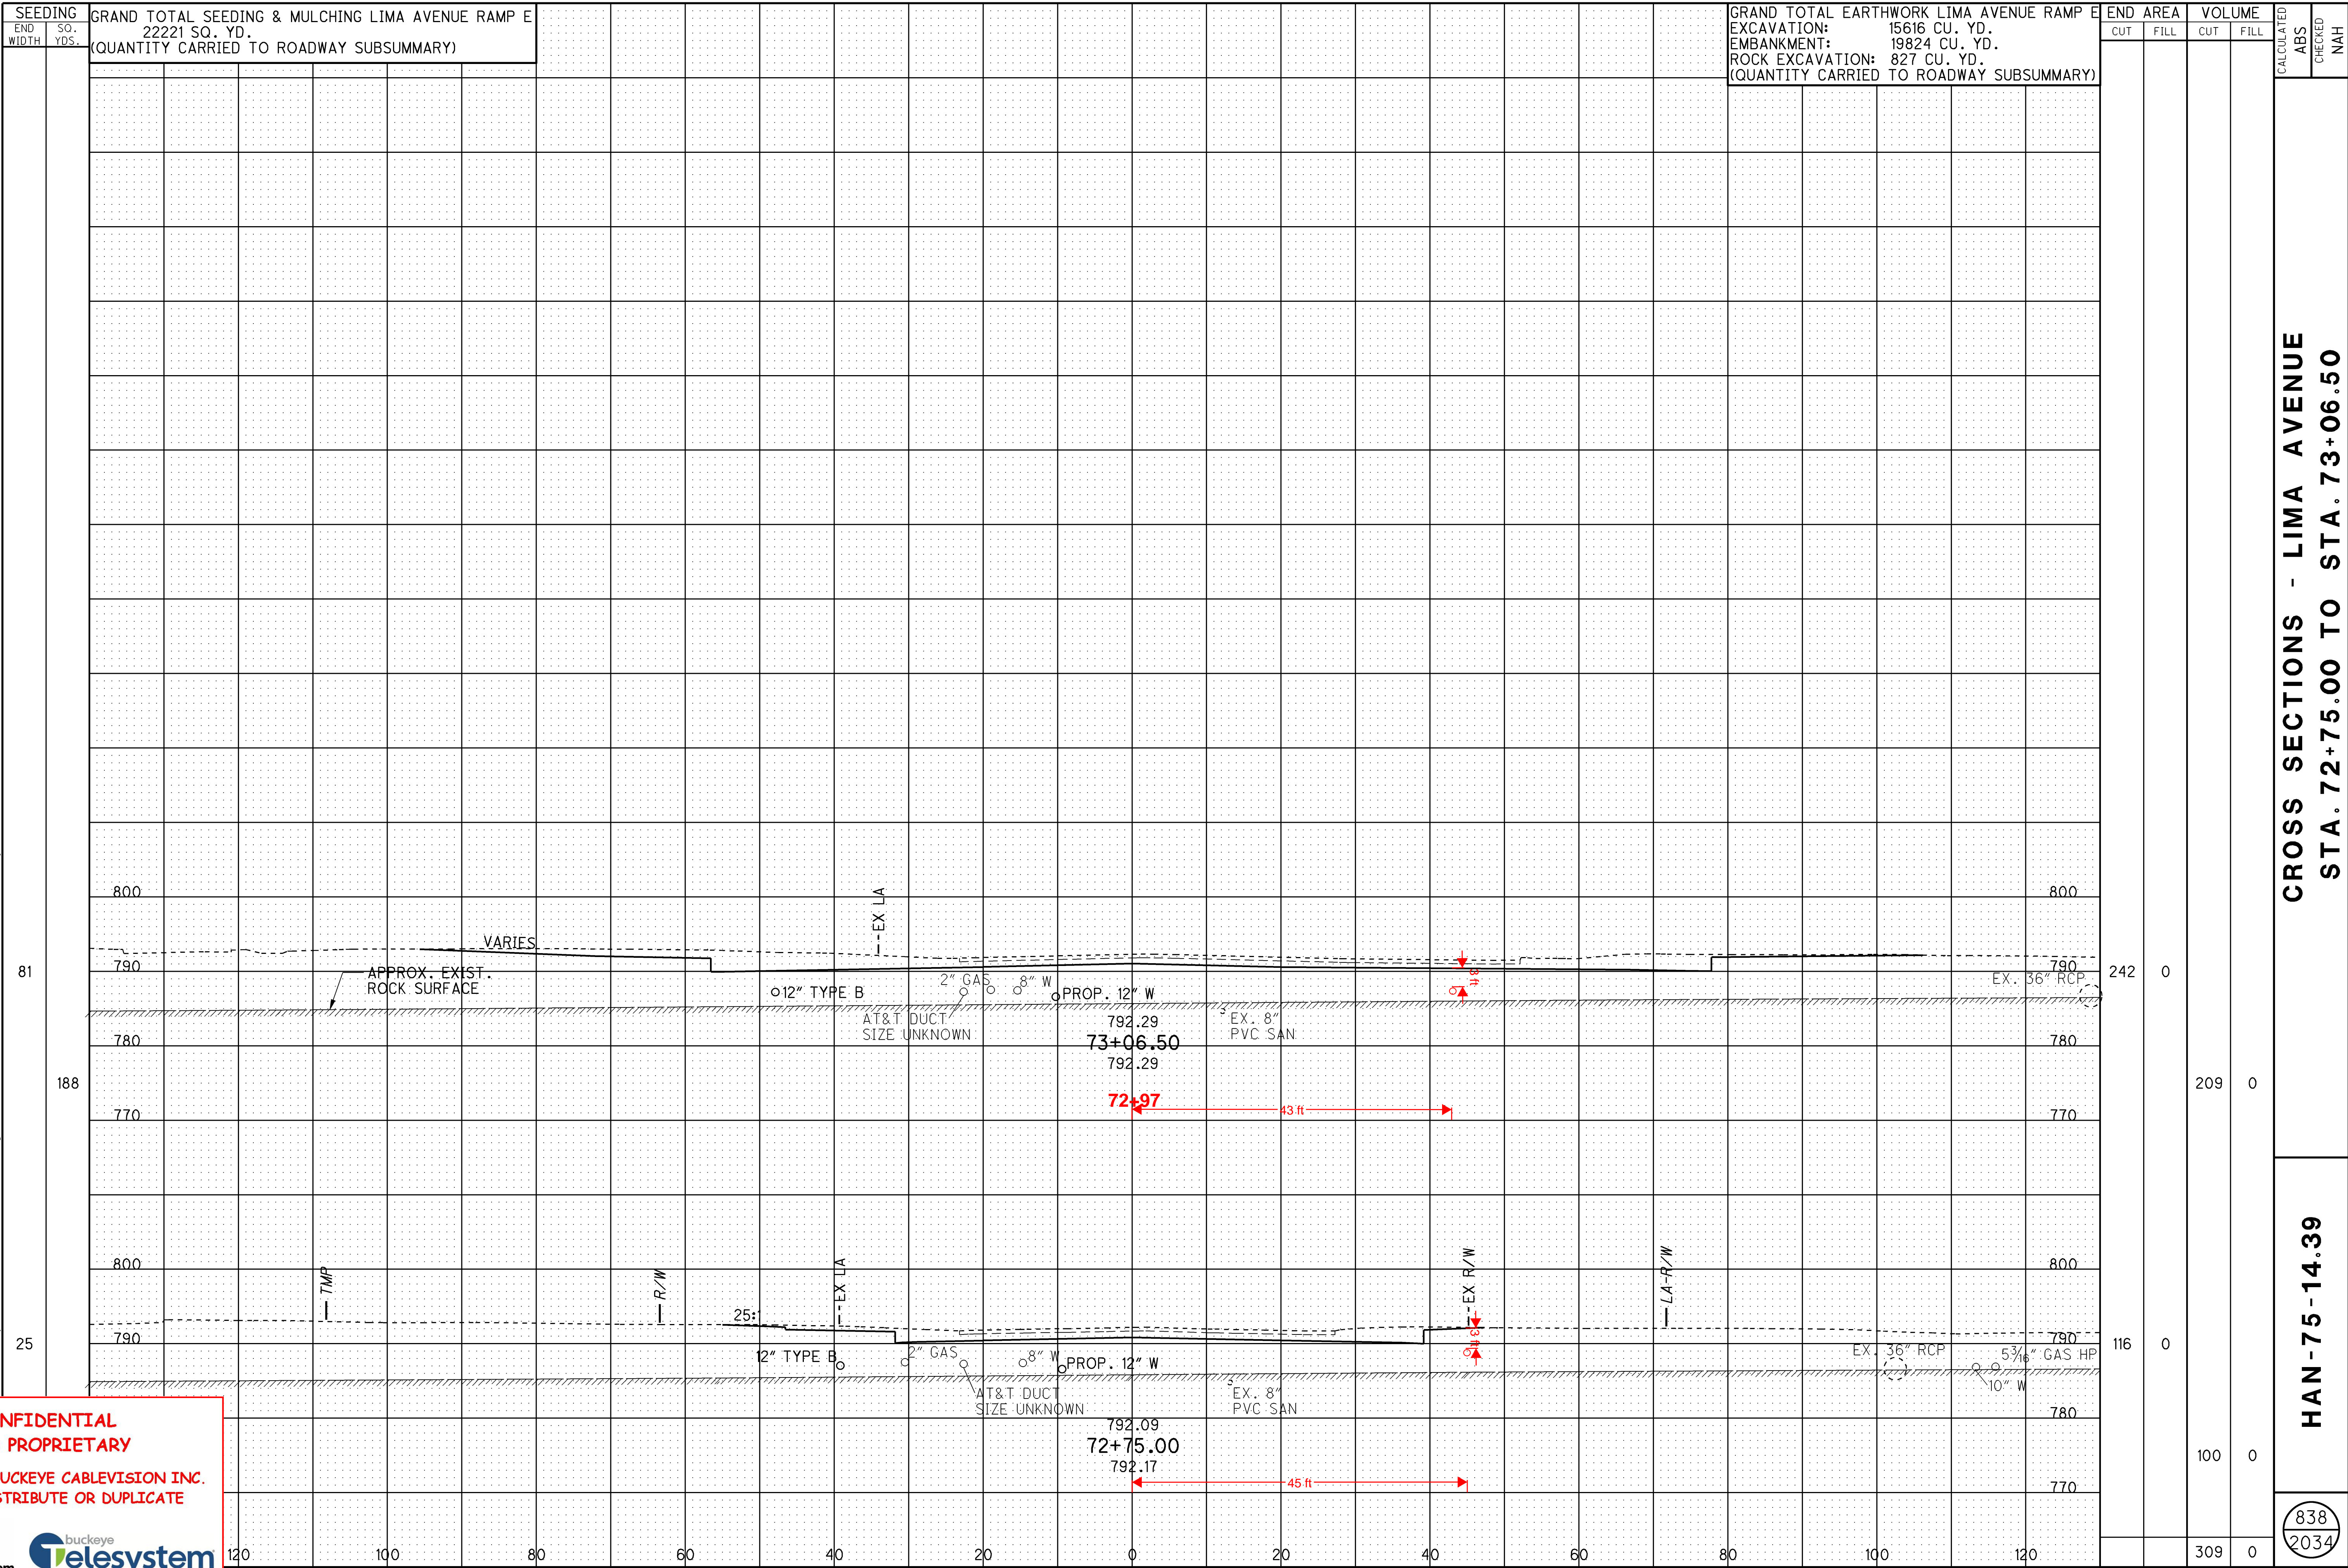 SEEDING
END WIDTH
SQ. YDS.
GRAND TOTAL SEEDING & MULCHING LIMA AVENUE RAMP E
22221 SQ. YD.
(QUANTITY CARRIED TO ROADWAY SUBSUMMARY)
GRAND TOTAL EARTHWORK LIMA AVENUE RAMP E
EXCAVATION: 15616 CU. YD.
EMBANKMENT: 19824 CU. YD.
ROCK EXCAVATION: 827 CU. YD.
(QUANTITY CARRIED TO ROADWAY SUBSUMMARY)
END AREA
VOLUME
CUT FILL CUT FILL
CALCULATED
ABS
CHECKED
NAH
CROSS SECTIONS - LIMA AVENUE
STA. 72+75.00 TO STA. 73+06.50
HAN-75-14.39
838
2034
800
800
EX LA
VARIES
81
790
790
242 0
APPROX. EXIST.
ROCK SURFACE
12" TYPE B
2" GAS
8" W
PROP. 12" W
3 ft
EX. 36" RCP
AT&T DUCT
SIZE UNKNOWN
EX. 8"
PVC SAN
792.29
73+06.50
792.29
780
780
188
209 0
72+97
43 ft
770
770
800
800
TMP
R/W
EX LA
EX R/W
LA-R/W
25:
25
790
790
116 0
12" TYPE B
2" GAS
8" W
PROP. 12" W
3 ft
EX. 36" RCP
5 3/16" GAS HP
10" W
AT&T DUCT
SIZE UNKNOWN
EX. 8"
PVC SAN
792.09
72+75.00
792.17
780
100 0
45 ft
770
NFIDENTIAL
PROPRIETARY
UCKEYE CABLEVISION INC.
STRIBUTE OR DUPLICATE
buckeye
Telesystem
120 100 80 60 40 20 0 20 40 60 80 100 120
309 0